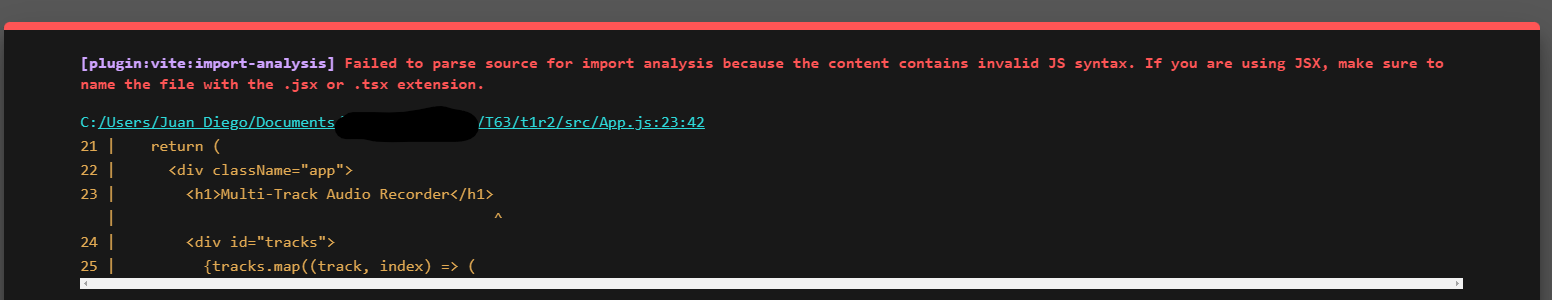 [plugin:vite:import-analysis] Failed to parse source for import analysis because the content contains invalid JS syntax. If you are using JSX, make sure to
name the file with the .jsx or .tsx extension.
C:/Users/Juan Diego/Documents/ /T63/t1r2/src/App.js:23:42
21 |    return (
22 |      <div className="app">
23 |        <h1>Multi-Track Audio Recorder</h1>
   |                                           ^
24 |        <div id="tracks">
25 |          {tracks.map((track, index) => (